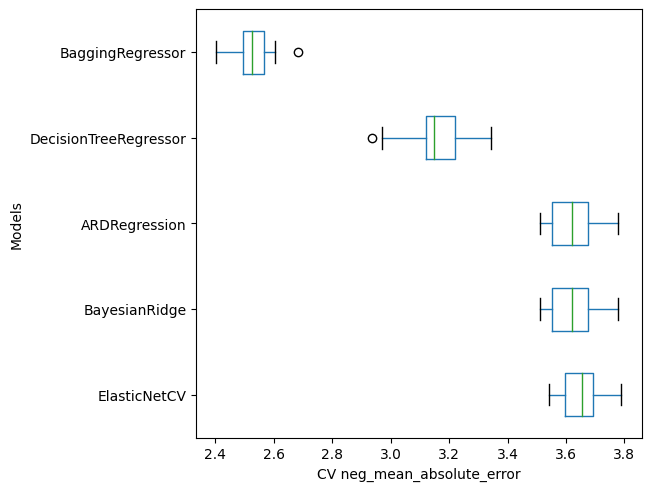 BaggingRegressor
DecisionTreeRegressor
ARDRegression
BayesianRidge
ElasticNetCV
Models
2.4 2.6 2.8 3.0 3.2 3.4 3.6 3.8
CV neg_mean_absolute_error